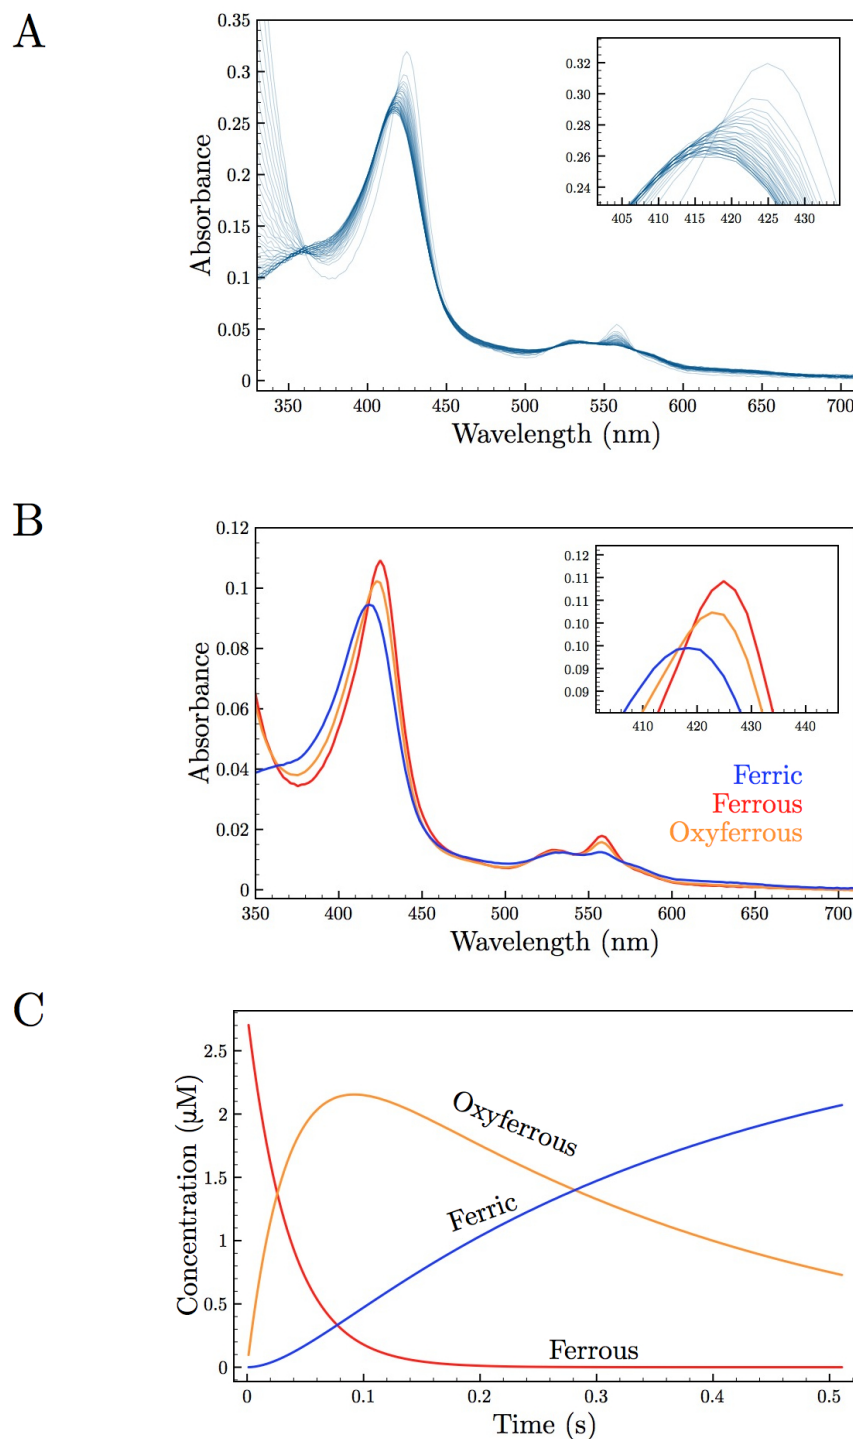 A
0.35
0.3
0.25
0.2
0.15
0.1
0.05
0
Absorbance
350 400 450 500 550 600 650 700
Wavelength (nm)
0.32
0.30
0.28
0.26
0.24
405 410 415 420 425 430
B
0.12
0.1
0.08
0.06
0.04
0.02
0
Absorbance
350 400 450 500 550 600 650 700
Wavelength (nm)
0.12
0.11
0.10
0.10
0.09
0.09
410 420 430 440
Ferric
Ferrous
Oxyferrous
C
2.5
2
1.5
1
0.5
0
Concentration (µM)
Oxyferrous
Ferric
Ferrous
0 0.1 0.2 0.3 0.4 0.5
Time (s)